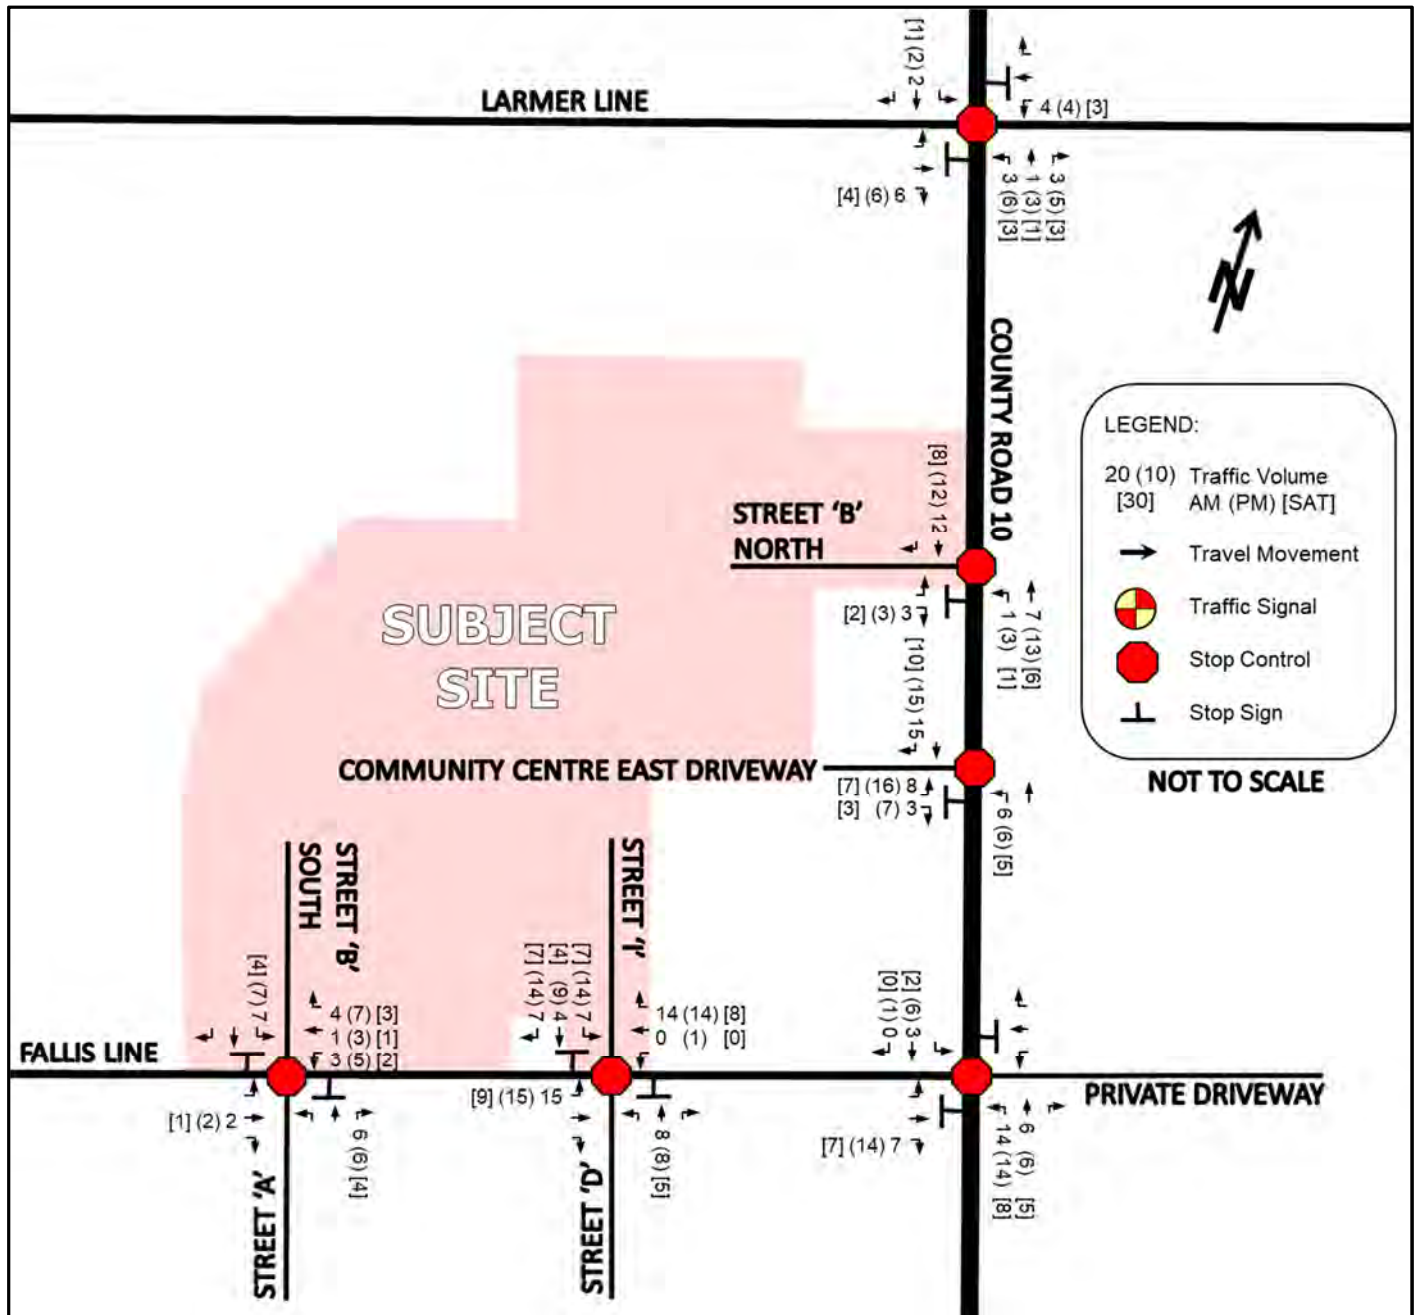 [1] (2) 2
LARMER LINE
4 (4) [3]
[4] (6) 6
3 (6) [3]
1 (3) [1]
3 (5) [3]
N
COUNTY ROAD 10
LEGEND:
20 (10) Traffic Volume
[30] AM (PM) [SAT]
Travel Movement
Traffic Signal
Stop Control
Stop Sign
NOT TO SCALE
[8] (12) 12
STREET 'B'
NORTH
[2] (3) 3
1 (3) [1]
7 (13) [6]
SUBJECT
SITE
[10] (15) 15
COMMUNITY CENTRE EAST DRIVEWAY
[7] (16) 8
[3] (7) 3
6 (6) [5]
STREET 'B'
SOUTH
STREET 'I'
[4] (7) 7
4 (7) [3]
1 (3) [1]
3 (5) [2]
[7] (14) 7
[4] (9) 4
[7] (14) 7
14 (14) [8]
0 (1) [0]
[2] (6) 3
[0] (1) 0
FALLIS LINE
PRIVATE DRIVEWAY
[1] (2) 2
6 (6) [4]
[9] (15) 15
8 (8) [5]
[7] (14) 7
14 (14) [8]
6 (6) [5]
STREET 'A'
STREET 'D'